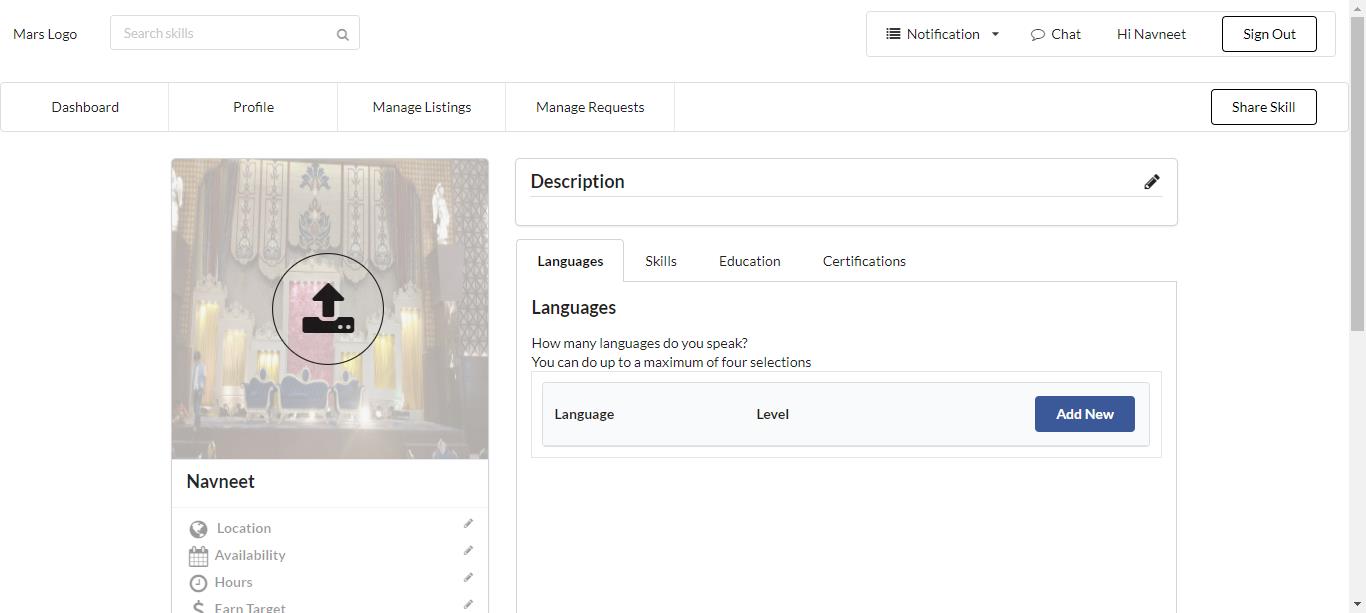 Mars Logo
Search skills
Notification
Chat
Hi Navneet
Sign Out
Dashboard
Profile
Manage Listings
Manage Requests
Share Skill
Description
Languages
Skills
Education
Certifications
Languages
How many languages do you speak?
You can do up to a maximum of four selections
Language
Level
Add New
Navneet
Location
Availability
Hours
Earn Target